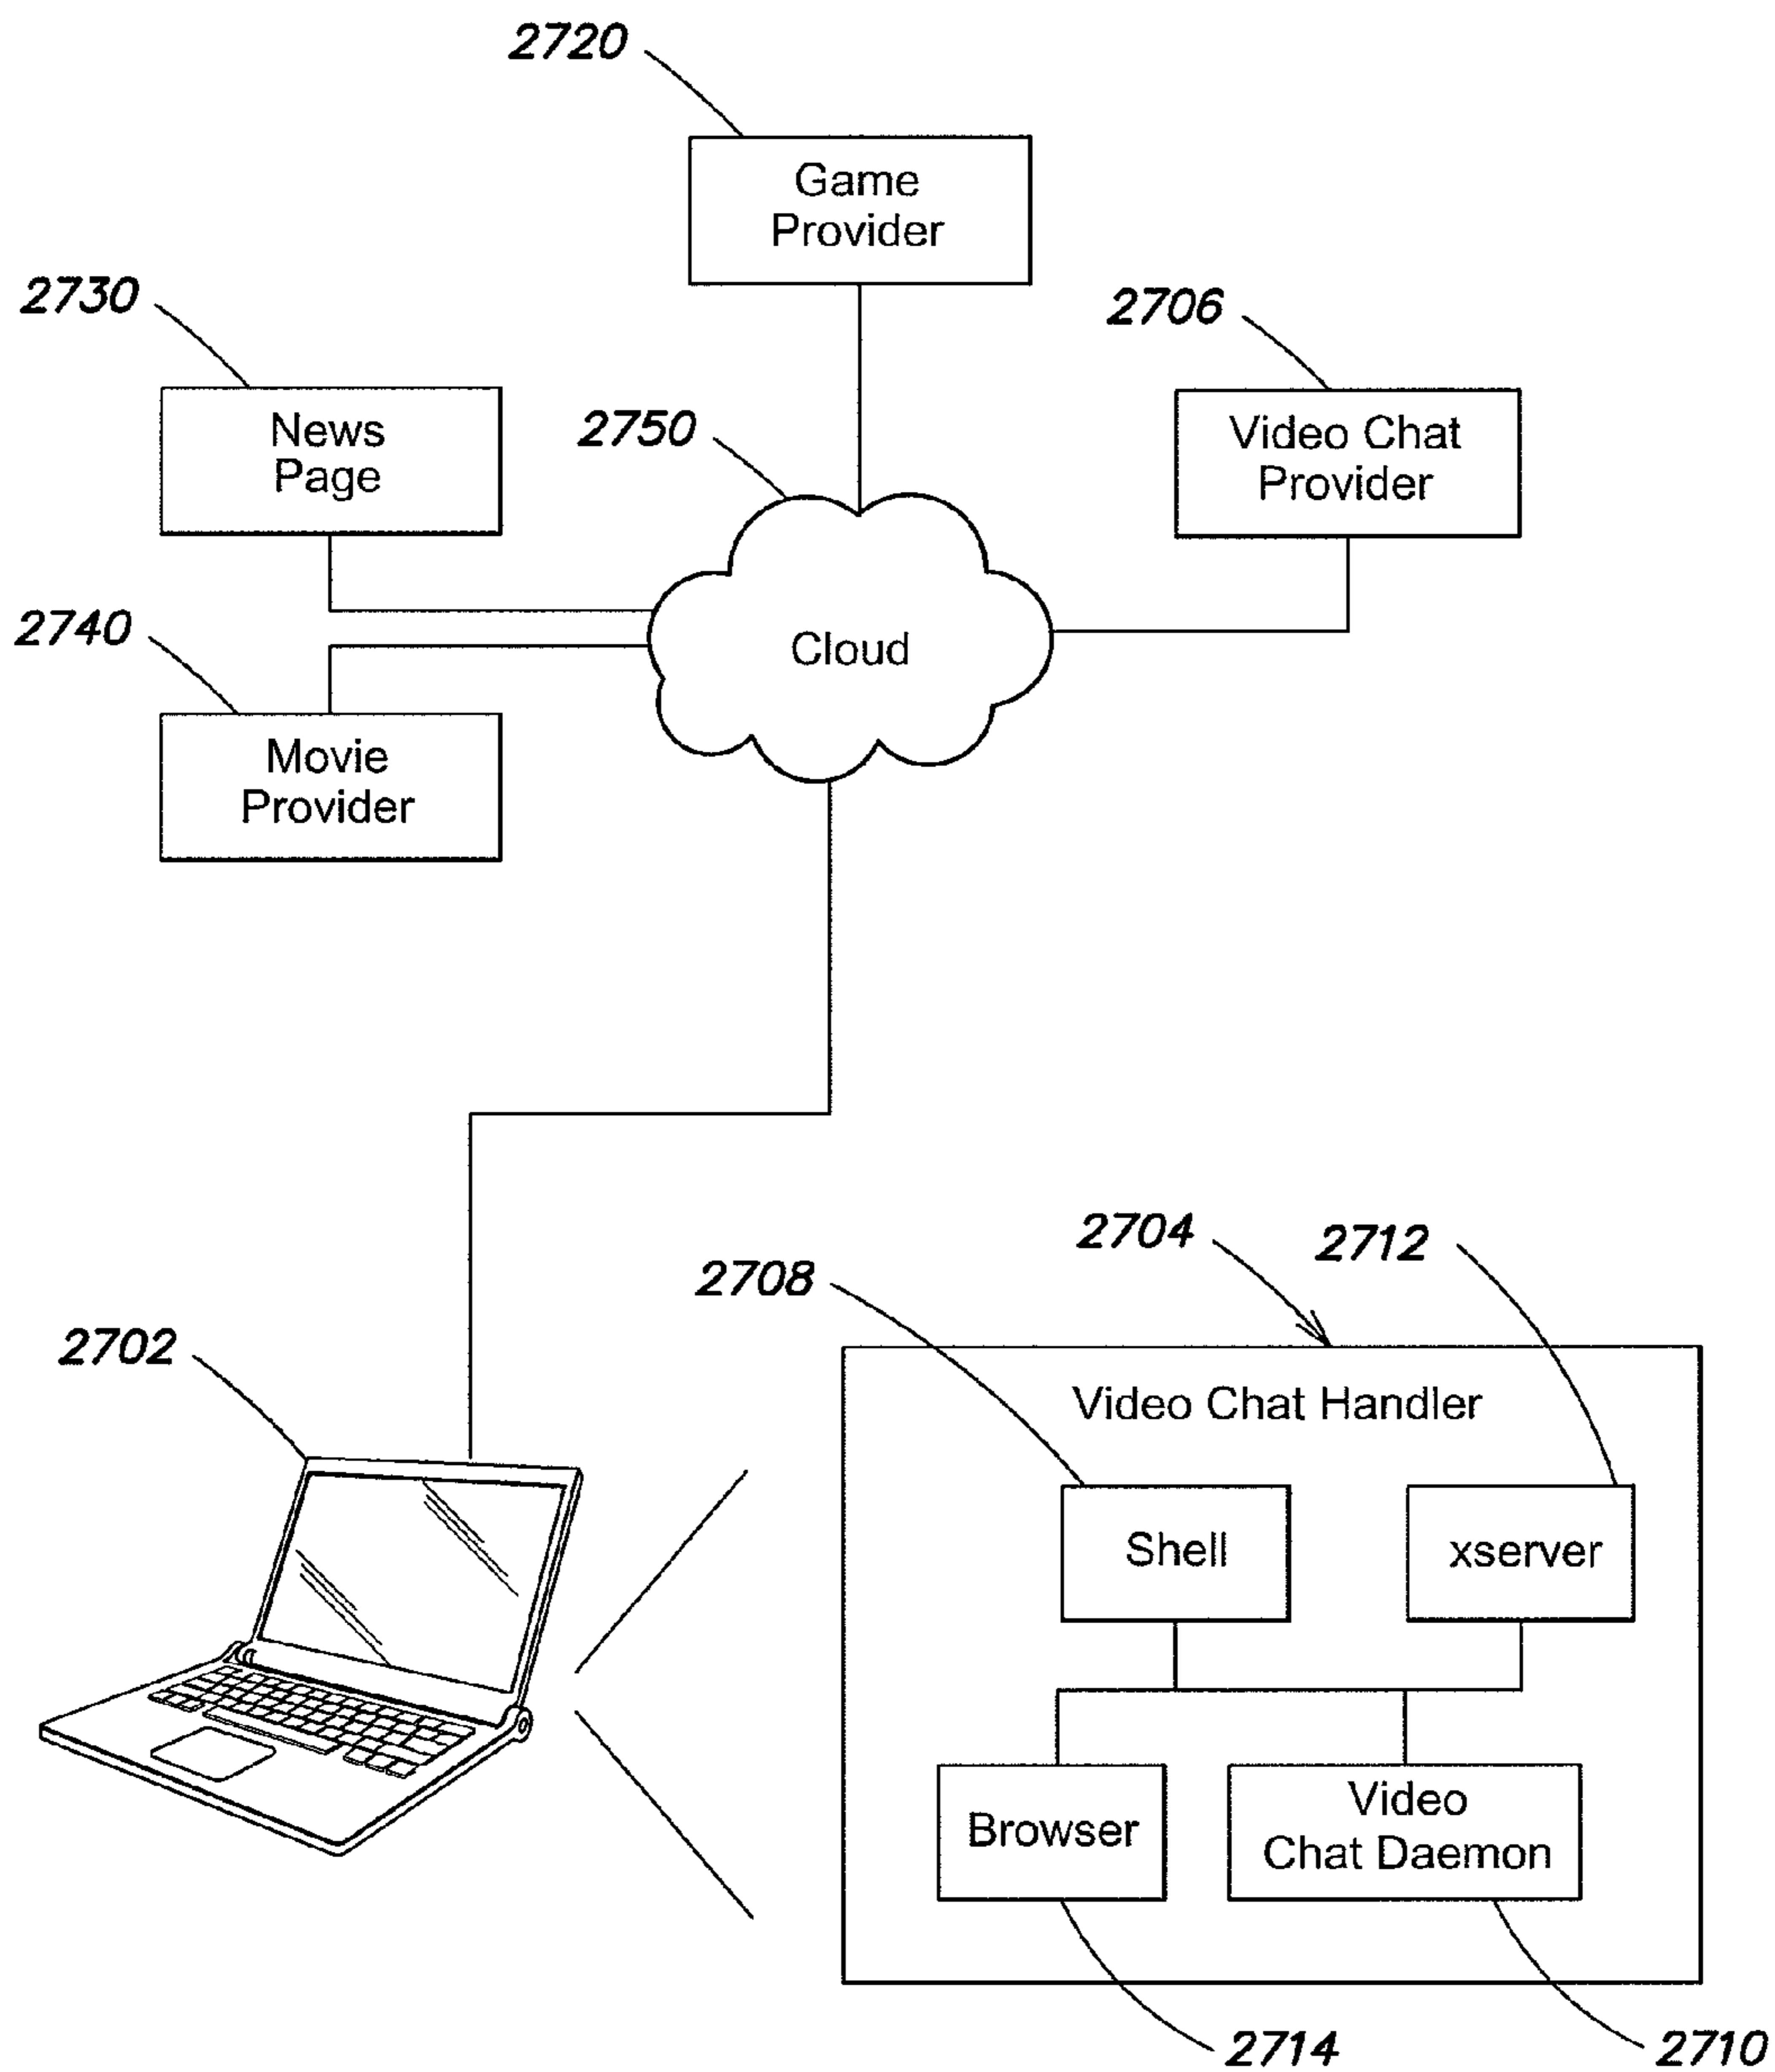 2720
Game
Provider
2730
2706
News
Page
2750
Video Chat
Provider
2740
Cloud
Movie
Provider
2704
2712
2708
2702
Video Chat Handler
Shell
xserver
Browser
Video
Chat Daemon
2714
2710